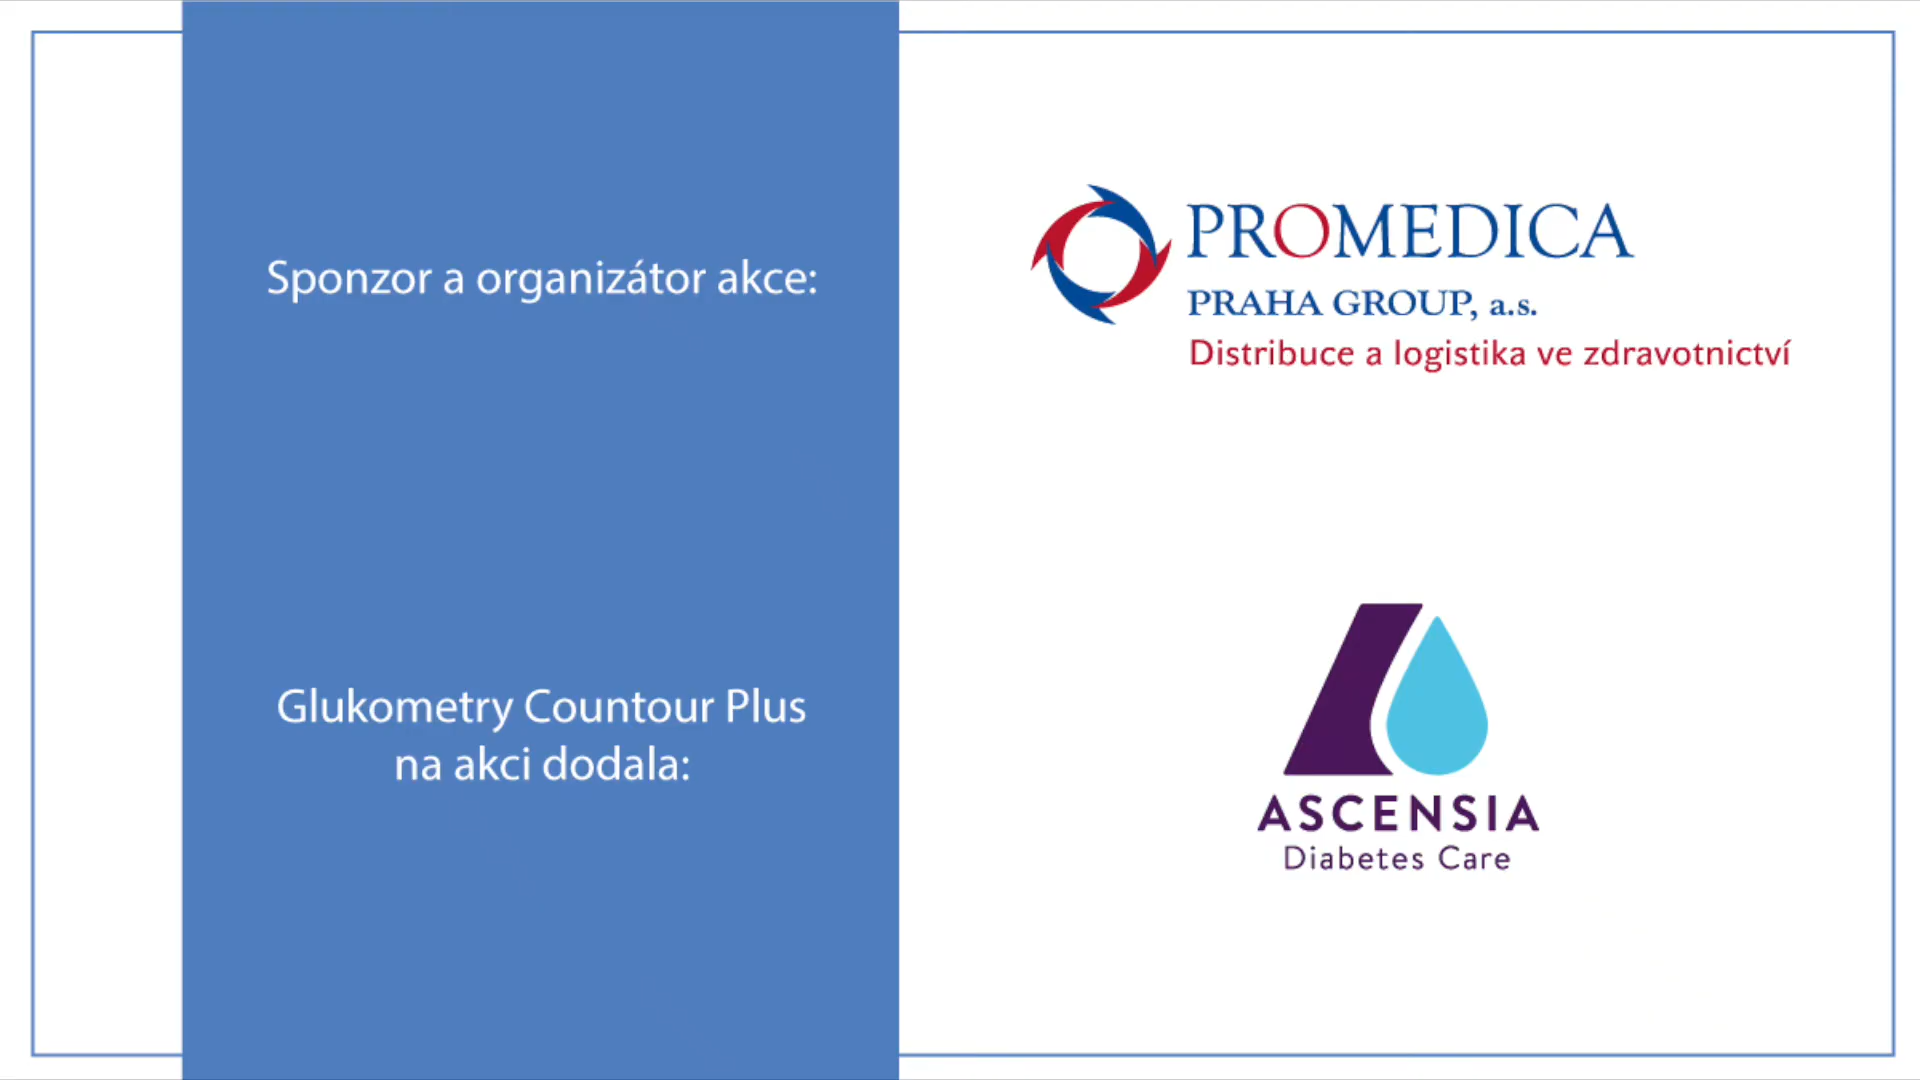 Sponzor a organizátor akce:
PROMEDICA
PRAHA GROUP, a.s.
Distribuce a logistika ve zdravotnictví
Glukometry Countour Plus
na akci dodala:
ASCENSIA
Diabetes Care